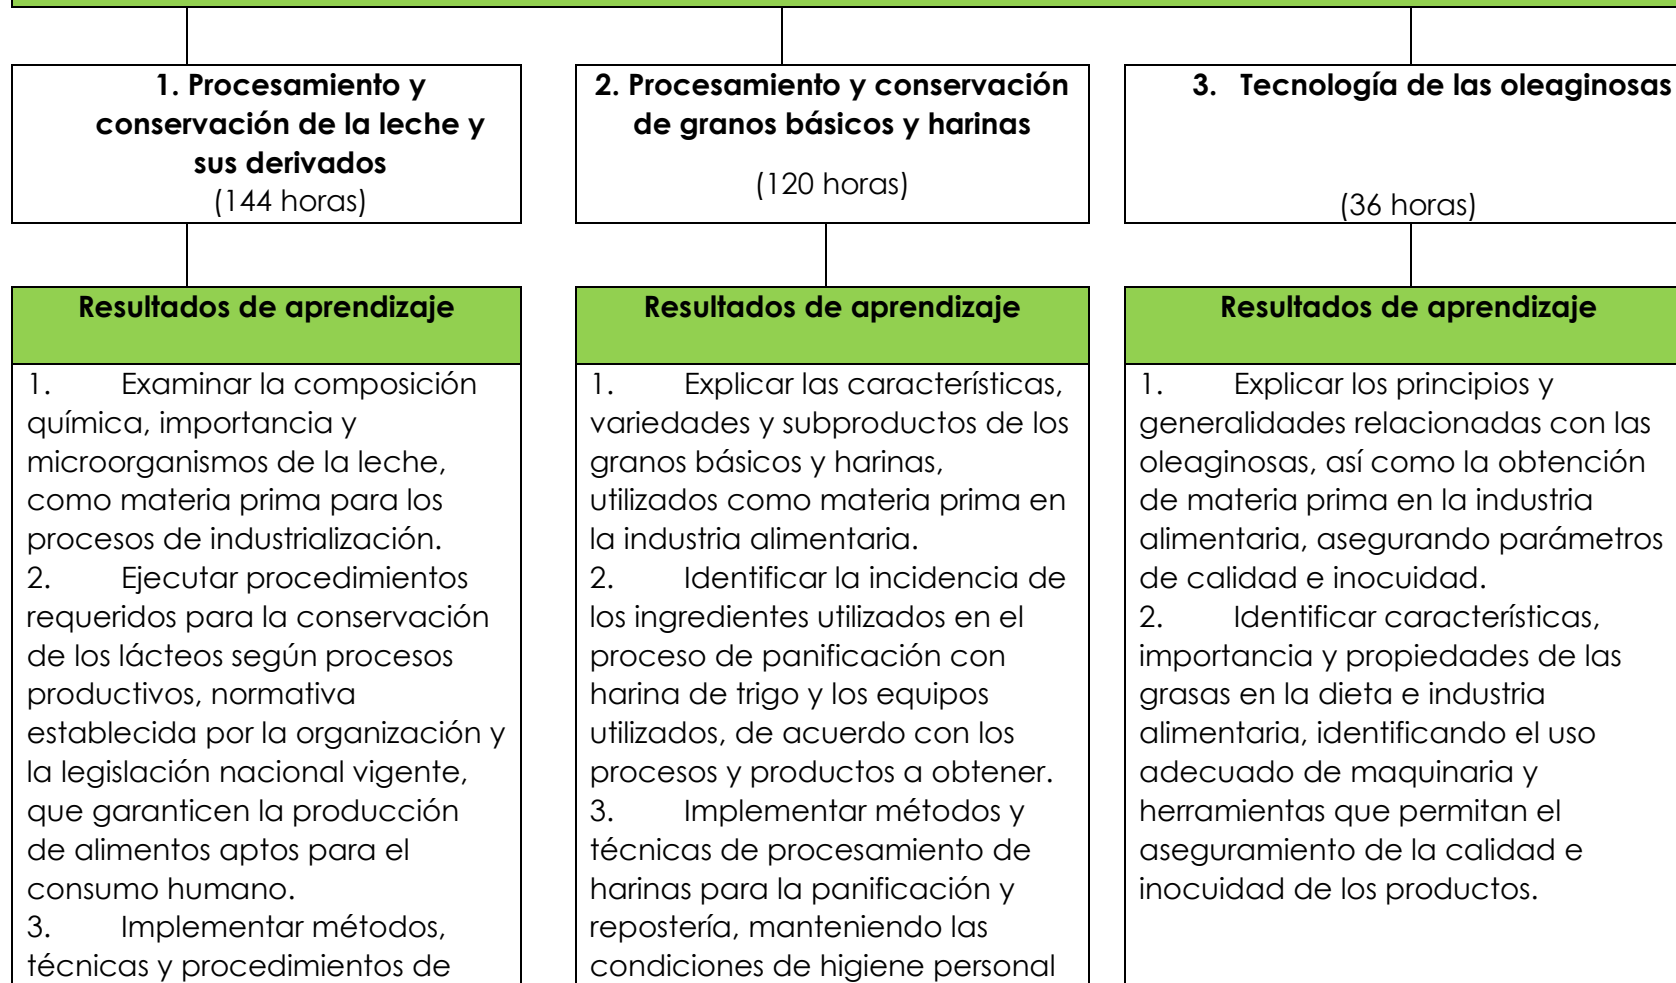 1. Procesamiento y
conservación de la leche y
sus derivados
(144 horas)
2. Procesamiento y conservación
de granos básicos y harinas
(120 horas)
3. Tecnología de las oleaginosas
(36 horas)
Resultados de aprendizaje
1. Examinar la composición
química, importancia y
microorganismos de la leche,
como materia prima para los
procesos de industrialización.
2. Ejecutar procedimientos
requeridos para la conservación
de los lácteos según procesos
productivos, normativa
establecida por la organización y
la legislación nacional vigente,
que garanticen la producción
de alimentos aptos para el
consumo humano.
3. Implementar métodos,
técnicas y procedimientos de
Resultados de aprendizaje
1. Explicar las características,
variedades y subproductos de los
granos básicos y harinas,
utilizados como materia prima en
la industria alimentaria.
2. Identificar la incidencia de
los ingredientes utilizados en el
proceso de panificación con
harina de trigo y los equipos
utilizados, de acuerdo con los
procesos y productos a obtener.
3. Implementar métodos y
técnicas de procesamiento de
harinas para la panificación y
repostería, manteniendo las
condiciones de higiene personal
Resultados de aprendizaje
1. Explicar los principios y
generalidades relacionadas con las
oleaginosas, así como la obtención
de materia prima en la industria
alimentaria, asegurando parámetros
de calidad e inocuidad.
2. Identificar características,
importancia y propiedades de las
grasas en la dieta e industria
alimentaria, identificando el uso
adecuado de maquinaria y
herramientas que permitan el
aseguramiento de la calidad e
inocuidad de los productos.